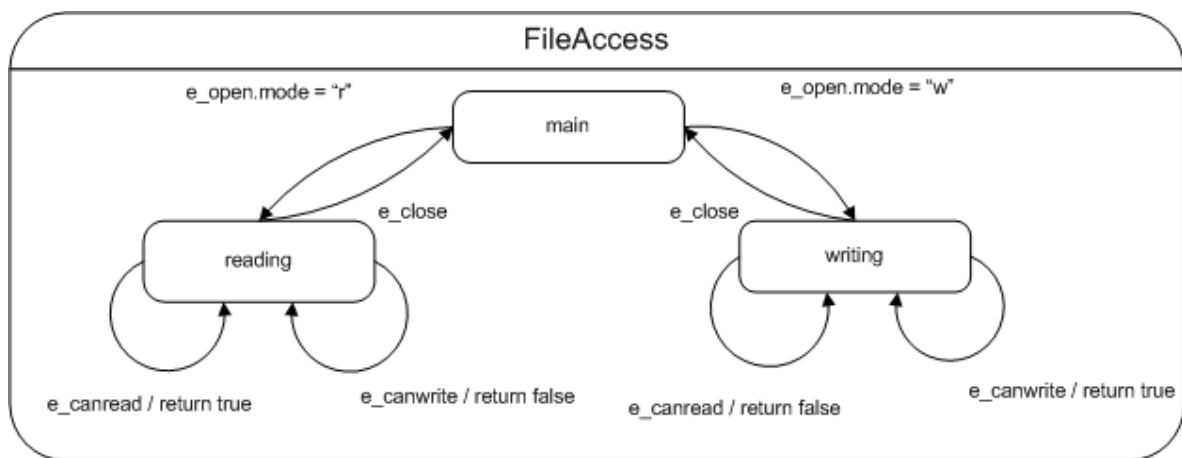 FileAccess
e_open.mode = “r”
e_open.mode = “w”
main
e_close
e_close
reading
writing
e_canread / return true
e_canwrite / return false
e_canread / return false
e_canwrite / return true